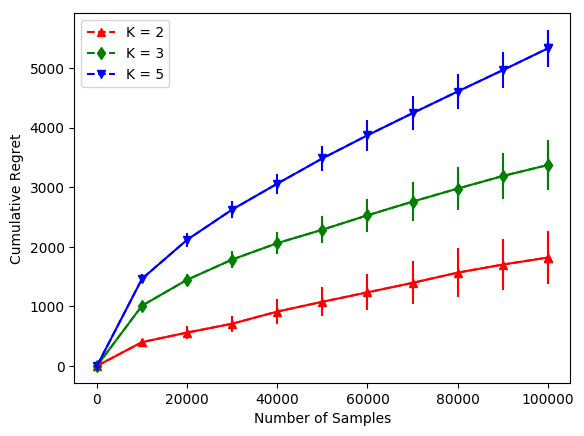 K = 2
K = 3
K = 5
Cumulative Regret
5000
4000
3000
2000
1000
0
0 20000 40000 60000 80000 100000
Number of Samples